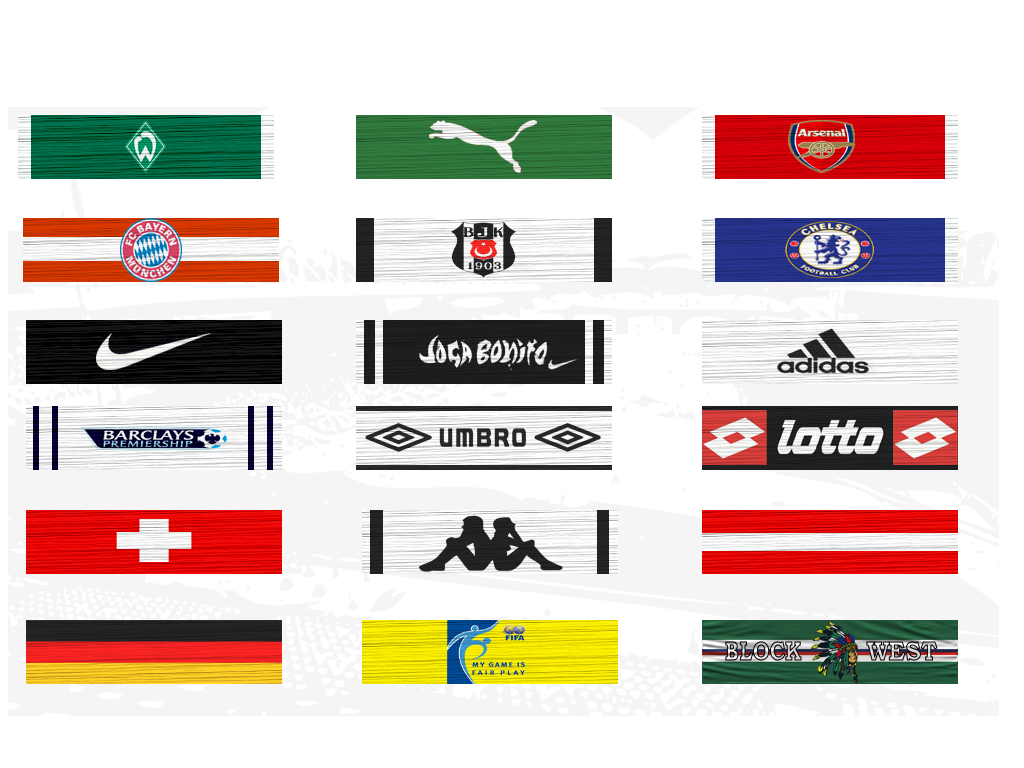 Arsenal
FC BAYERN
MÜNCHEN
BJK
1903
CHELSEA
FOOTBALL CLUB
JOGA BONITO
adidas
BARCLAYS
PREMIERSHIP
UMBRO
lotto
FIFA
MY GAME IS
FAIR PLAY
BLOCK WEST